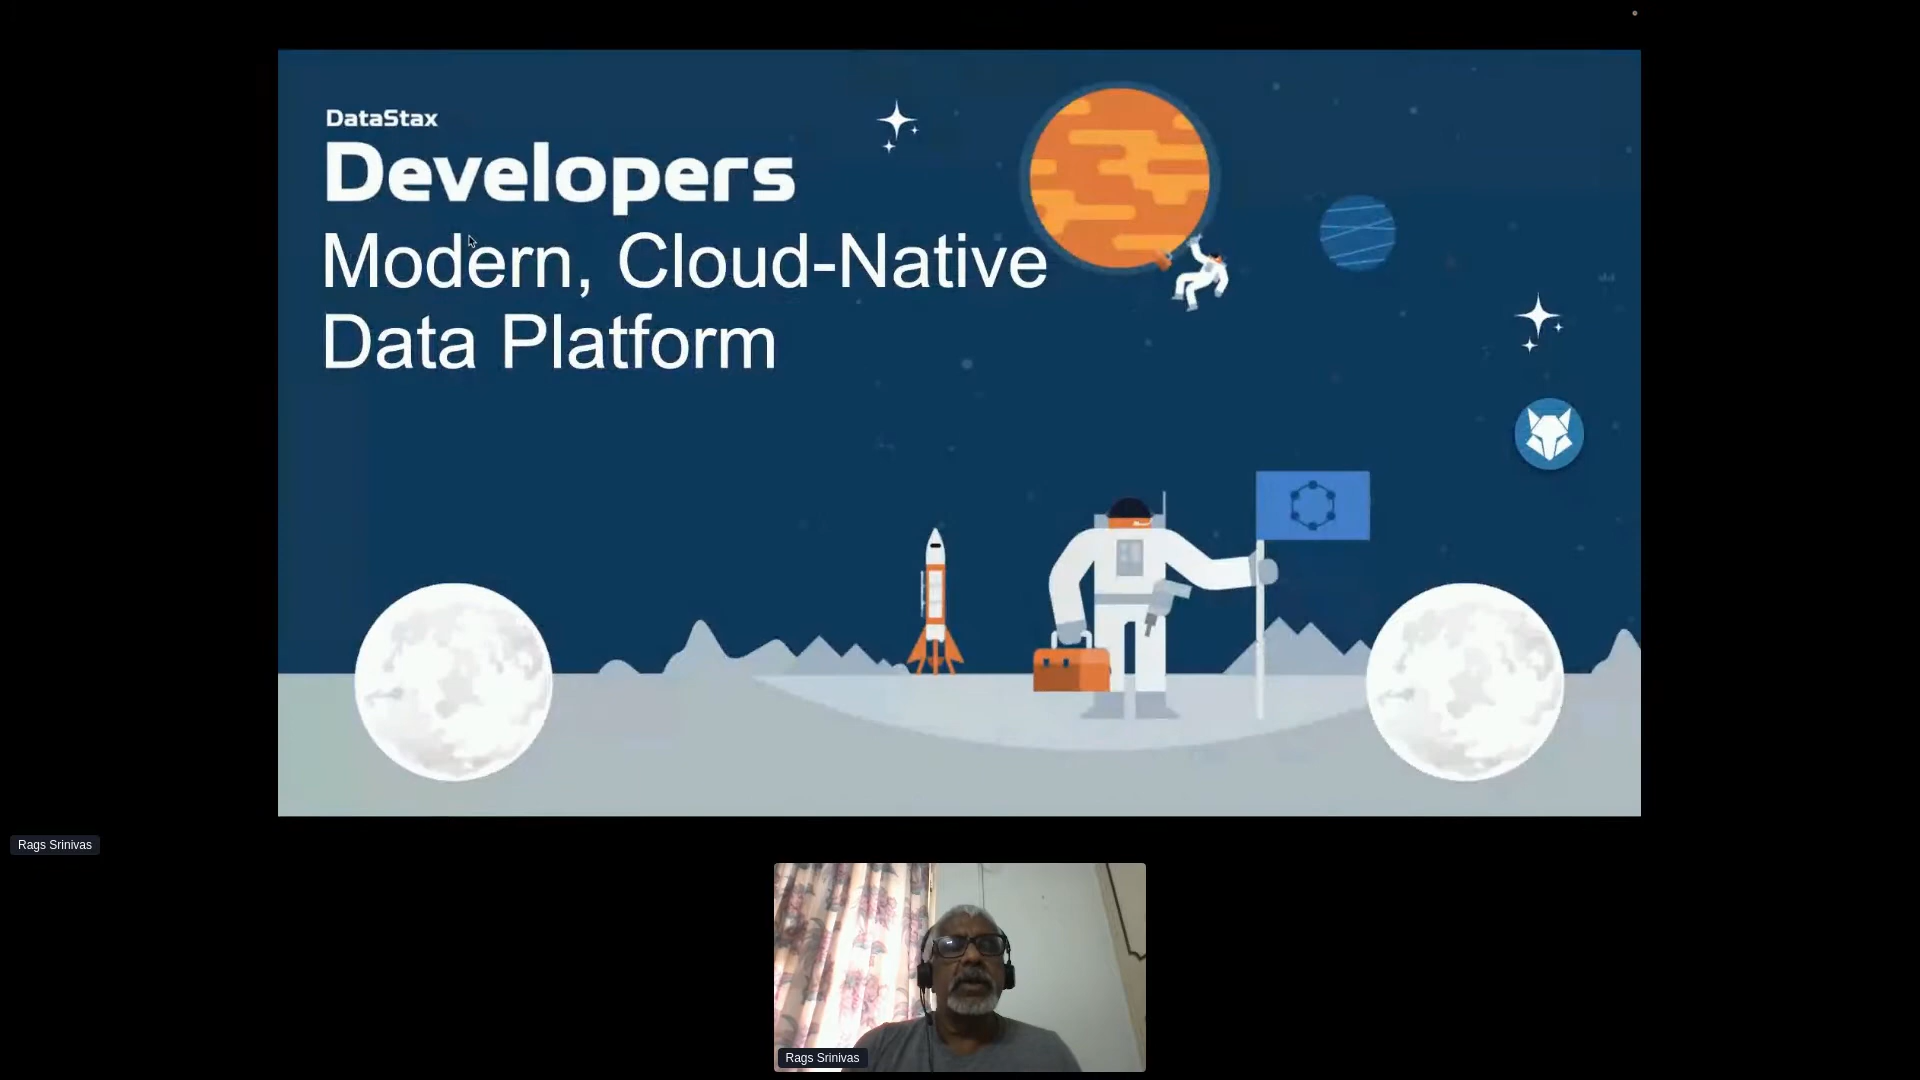 DataStax
Developers
Modern, Cloud-Native
Data Platform
Rags Srinivas
Rags Srinivas